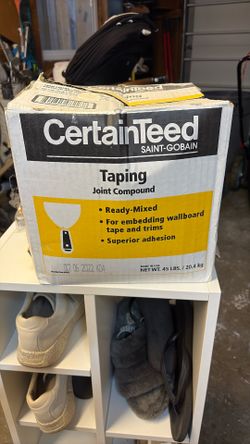 CertainTeed
SAINT-GOBAIN
Taping
Joint Compound
• Ready-Mixed
• For embedding wallboard
tape and trims
• Superior adhesion
NET WT. 45 LBS. / 20.4 kg